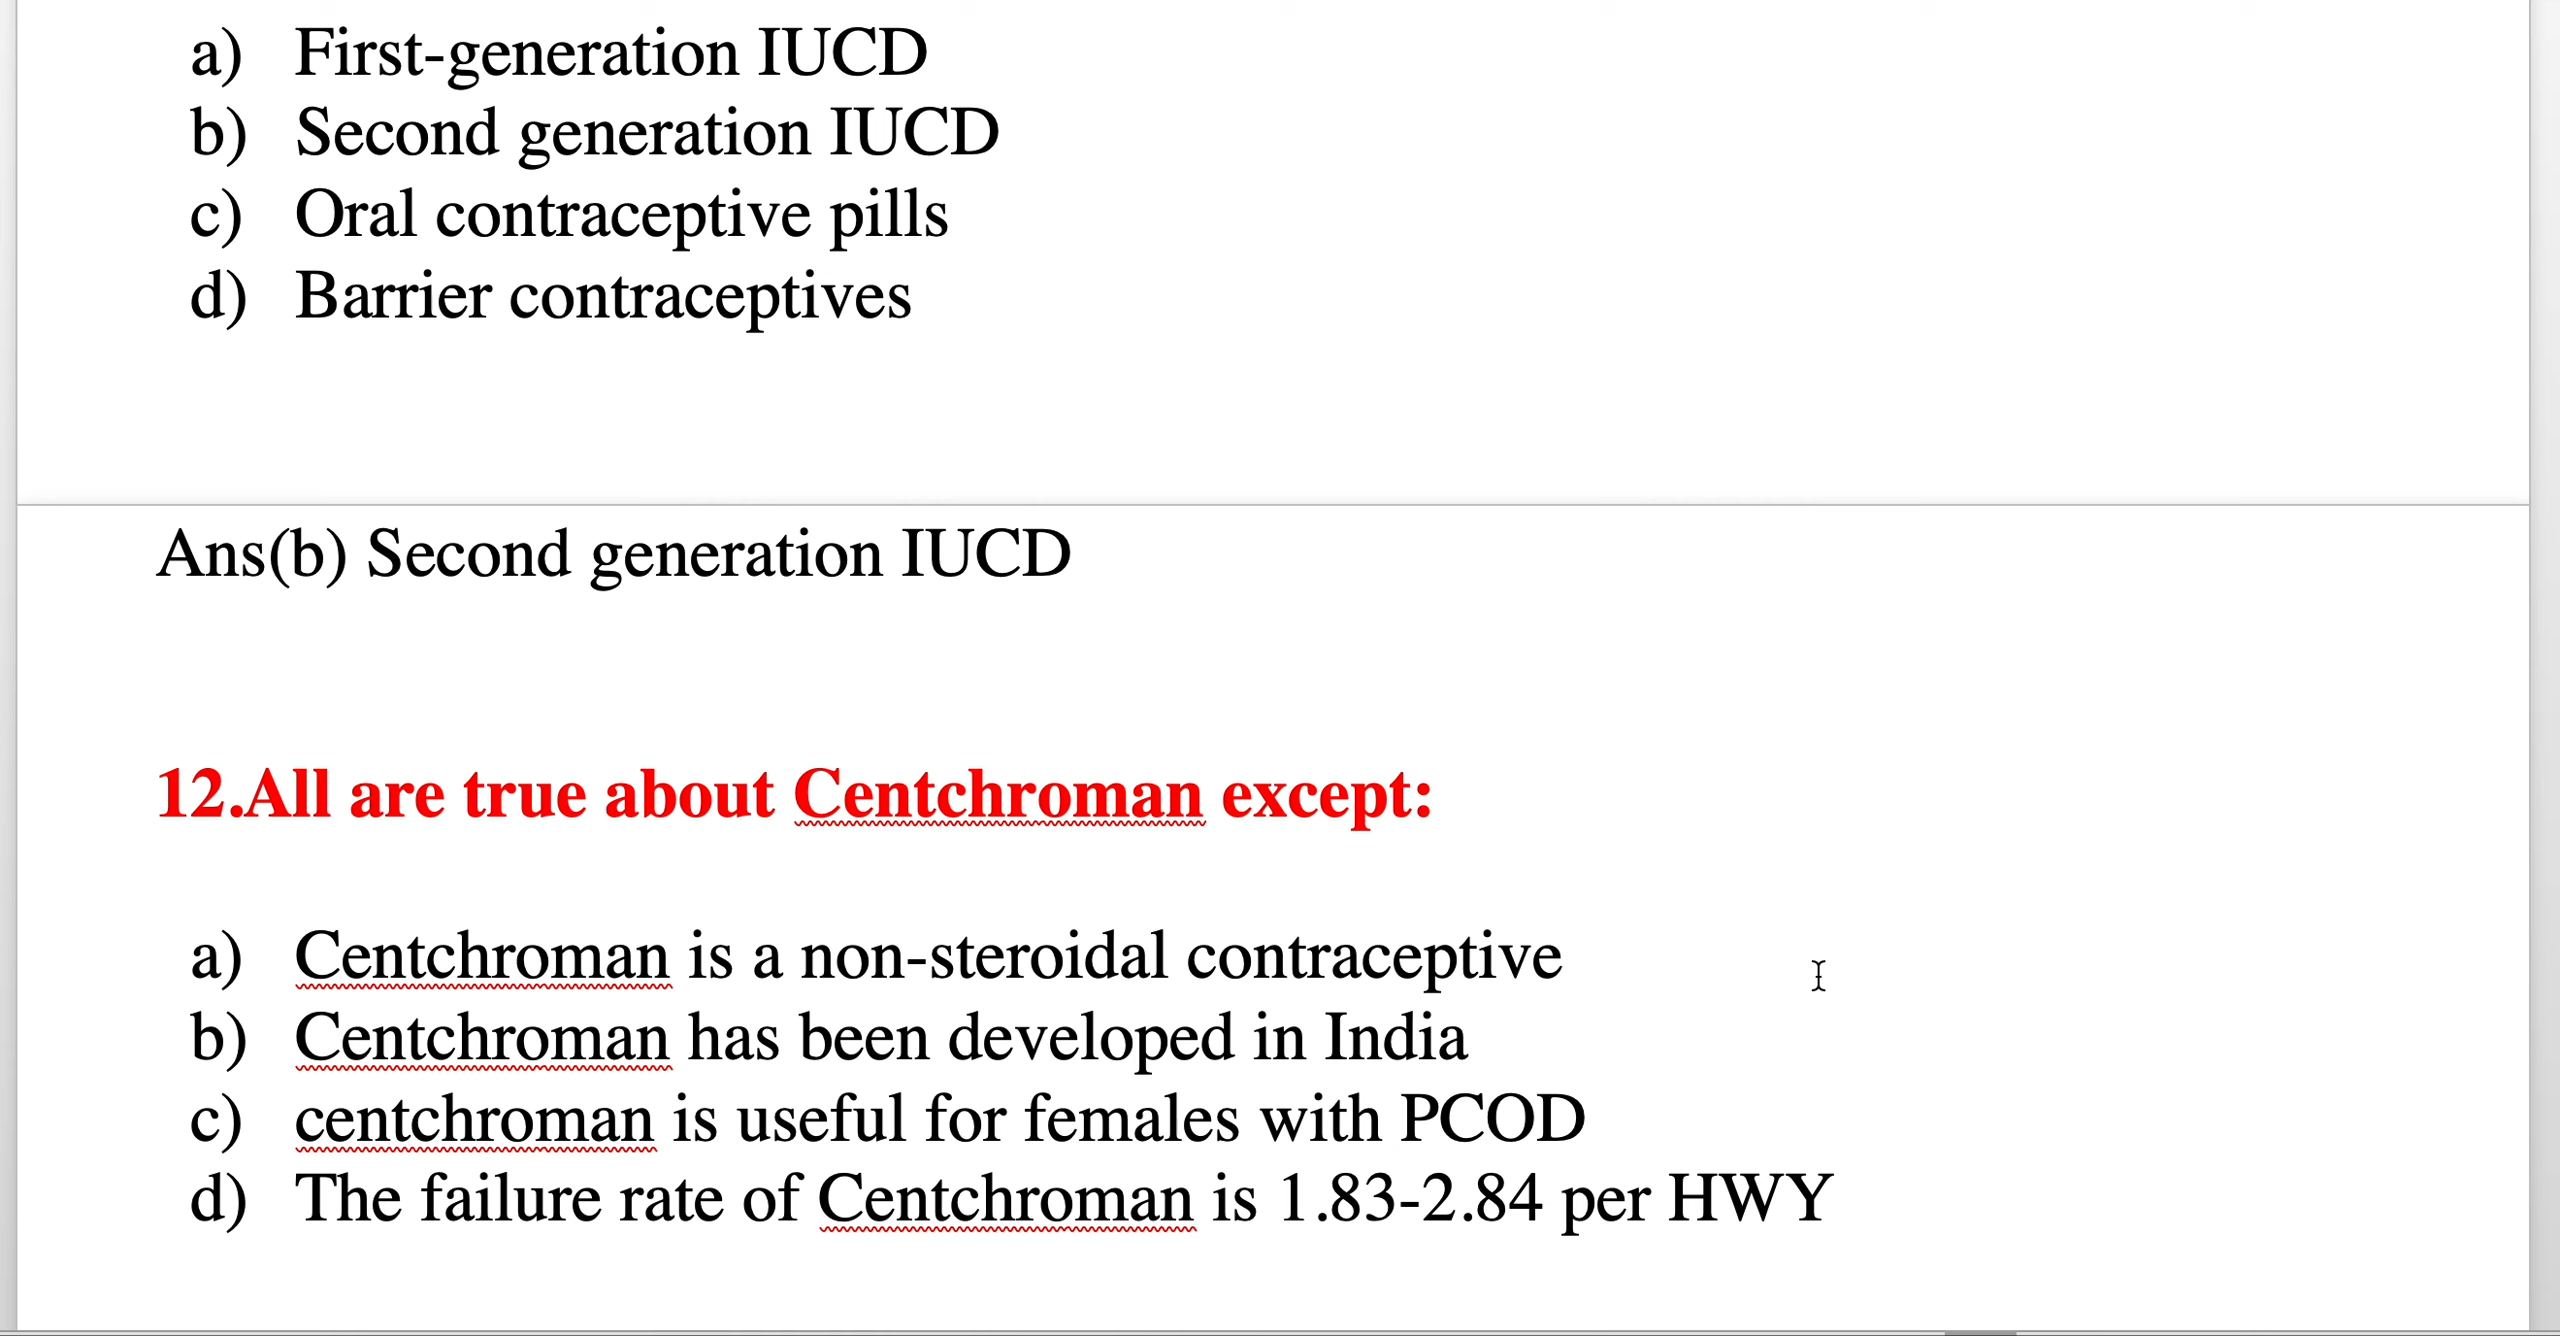 a) First-generation IUCD
b) Second generation IUCD
c) Oral contraceptive pills
d) Barrier contraceptives
Ans(b) Second generation IUCD
12.All are true about Centchroman except:
a) Centchroman is a non-steroidal contraceptive
b) Centchroman has been developed in India
c) centchroman is useful for females with PCOD
d) The failure rate of Centchroman is 1.83-2.84 per HWY